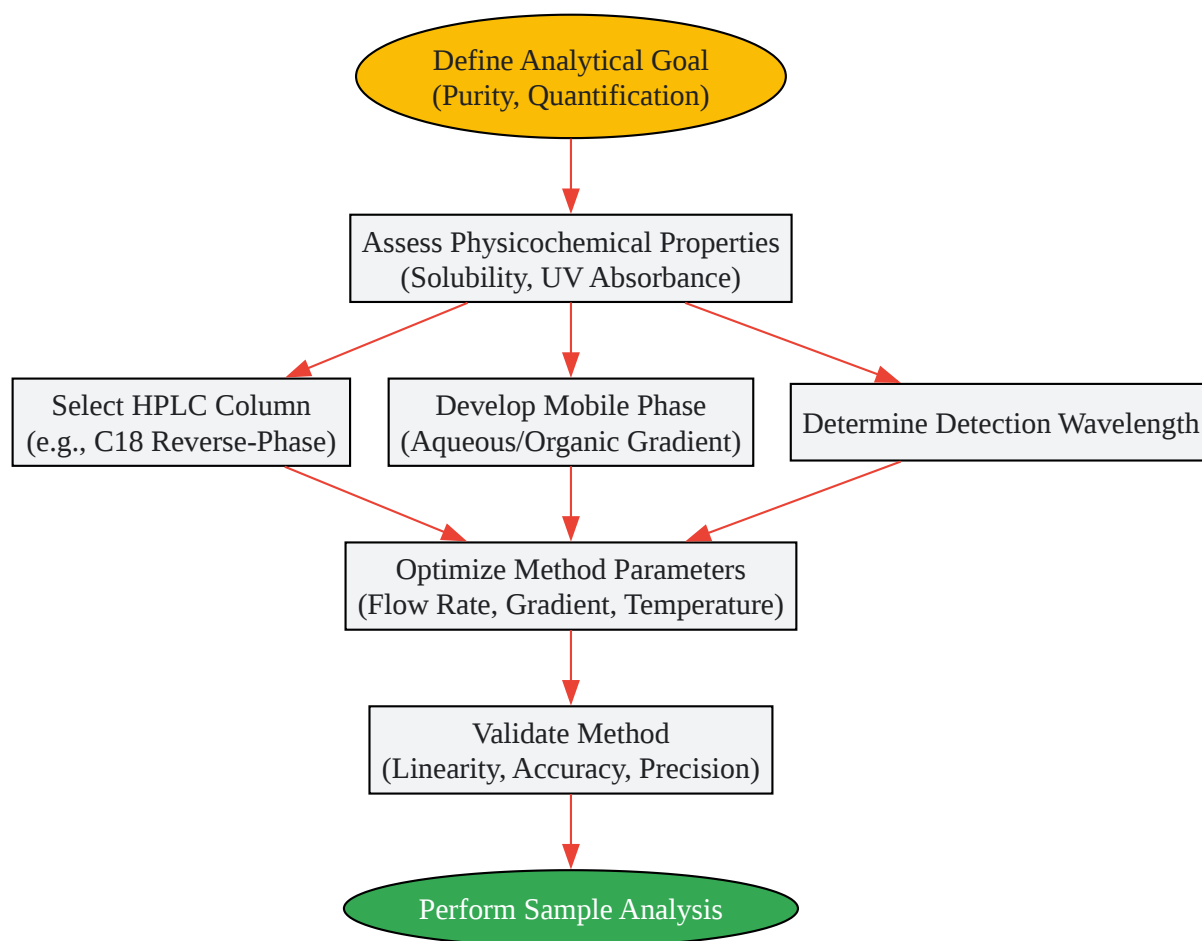 Define Analytical Goal
(Purity, Quantification)
Assess Physicochemical Properties
(Solubility, UV Absorbance)
Select HPLC Column
(e.g., C18 Reverse-Phase)
Develop Mobile Phase
(Aqueous/Organic Gradient)
Determine Detection Wavelength
Optimize Method Parameters
(Flow Rate, Gradient, Temperature)
Validate Method
(Linearity, Accuracy, Precision)
Perform Sample Analysis